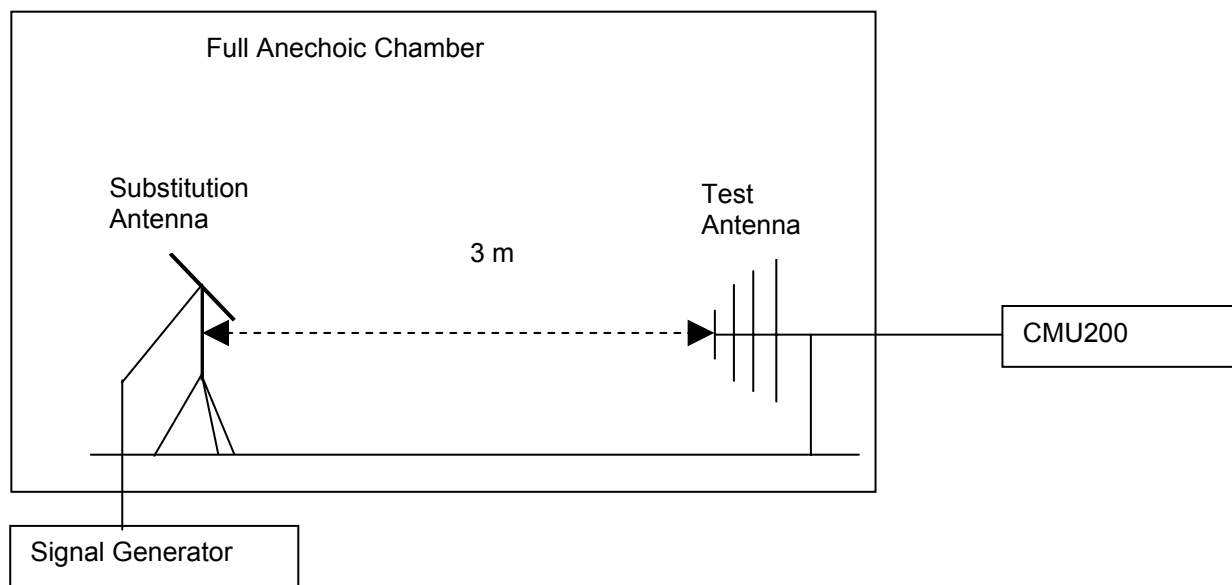 Full Anechoic Chamber
Substitution
Antenna
Test
Antenna
3 m
CMU200
Signal Generator